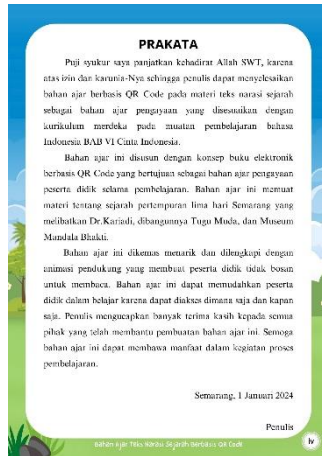 PRAKATA
Puji syukur saya panjatkan kehadirat Allah SWT, karena
atas izin dan karunia-Nya sehingga penulis dapat menyelesaikan
bahan ajar berbasis QR Code pada materi teks narasi sejarah
sebagai bahan ajar pengayaan yang disesuaikan dengan
kurikulum merdeka pada muatan pembelajaran bahasa
Indonesia BAB VI Cinta Indonesia.
Bahan ajar ini disusun dengan konsep buku elektronik
berbasis QR Code yang bertujuan sebagai bahan ajar pengayaan
peserta didik selama pembelajaran. Bahan ajar ini memuat
materi tentang sejarah pertempuran lima hari Semarang yang
melibatkan Dr.Kariadi, dibangunnya Tugu Muda, dan Museum
Mandala Bhakti.
Bahan ajar ini dikemas menarik dan dilengkapi dengan
animasi pendukung yang membuat peserta didik tidak bosan
untuk membaca. Bahan ajar ini dapat memudahkan peserta
didik dalam belajar karena dapat diakses dimana saja dan kapan
saja. Penulis mengucapkan banyak terima kasih kepada semua
pihak yang telah membantu pembuatan bahan ajar ini. Semoga
bahan ajar ini dapat membawa manfaat dalam kegiatan proses
pembelajaran.
Semarang, 1 Januari 2024
Penulis
Bahan Ajar Teks Narasi Sejarah Berbasis QR Code
iv